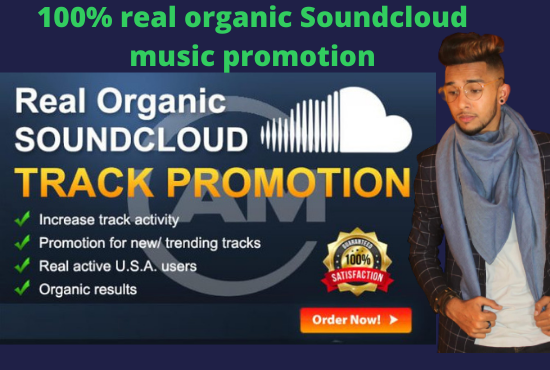 100% real organic Soundcloud
music promotion
Real Organic
SOUNDCLOUD
TRACK PROMOTION
AM
Increase track activity
Promotion for new/ trending tracks
Real active U.S.A. users
Organic results
GUARANTEED
100%
SATISFACTION
Order Now!